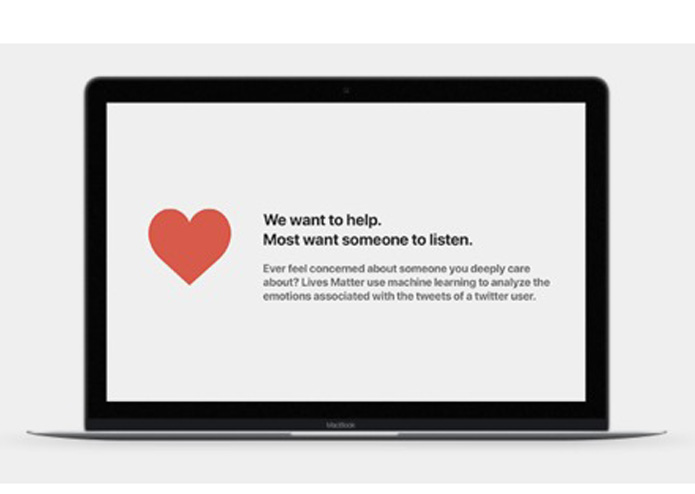 We want to help.
Most want someone to listen.
Ever feel concerned about someone you deeply care
about? Lives Matter use machine learning to analyze the
emotions associated with the tweets of a twitter user.
MacBook